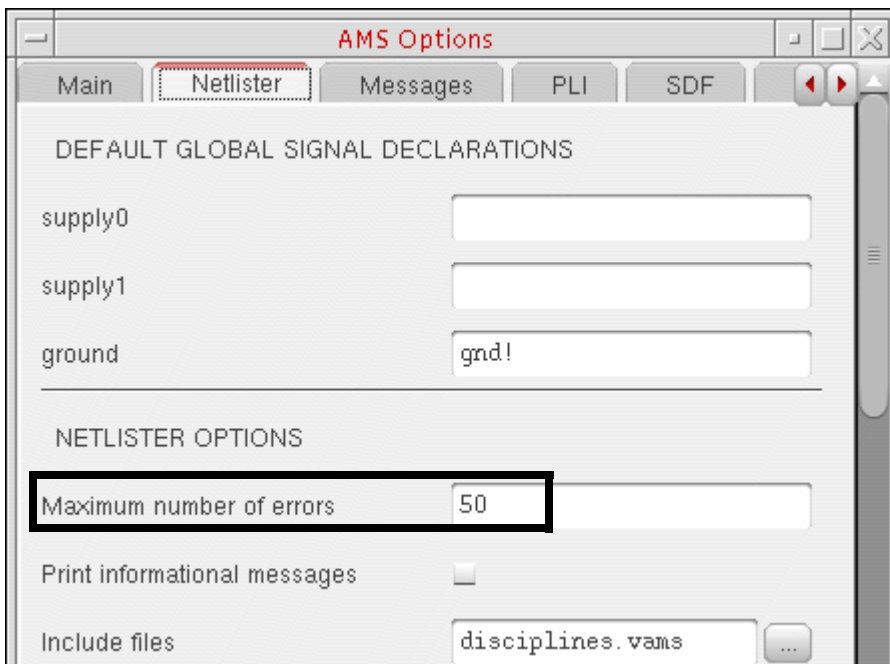 AMS Options
Main Netlister Messages PLI SDF
DEFAULT GLOBAL SIGNAL DECLARATIONS
supply0
supply1
ground gnd!
NETLISTER OPTIONS
Maximum number of errors 50
Print informational messages
Include files disciplines.vams ...